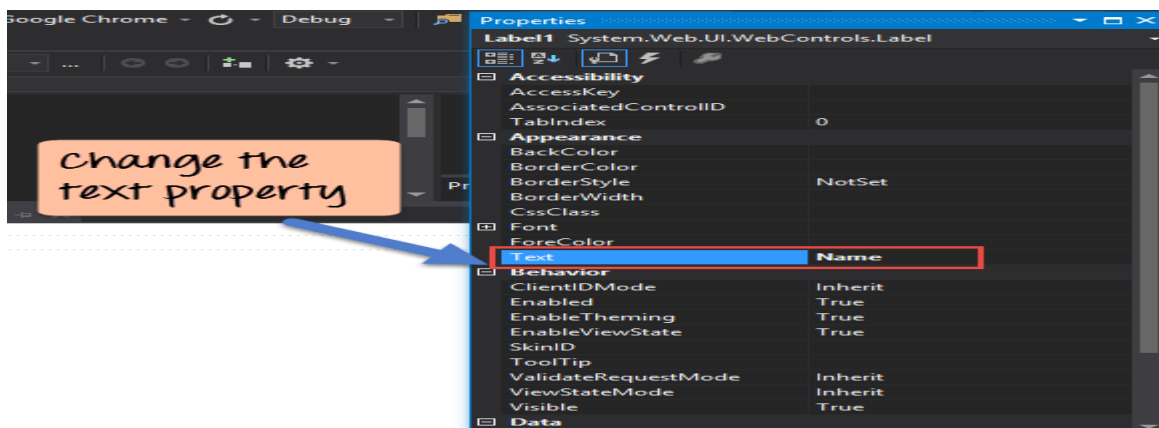 Google Chrome
Debug
Properties
Label1 System.Web.UI.WebControls.Label
...
Accessibility
AccessKey
AssociatedControlID
TabIndex 0
Appearance
BackColor
BorderColor
BorderStyle NotSet
BorderWidth
CssClass
Font
ForeColor
Text Name
Behavior
ClientIDMode Inherit
Enabled True
EnableTheming True
EnableViewState True
SkinID
ToolTip
ValidateRequestMode Inherit
ViewStateMode Inherit
Visible True
Data
Change the
text property
Pr